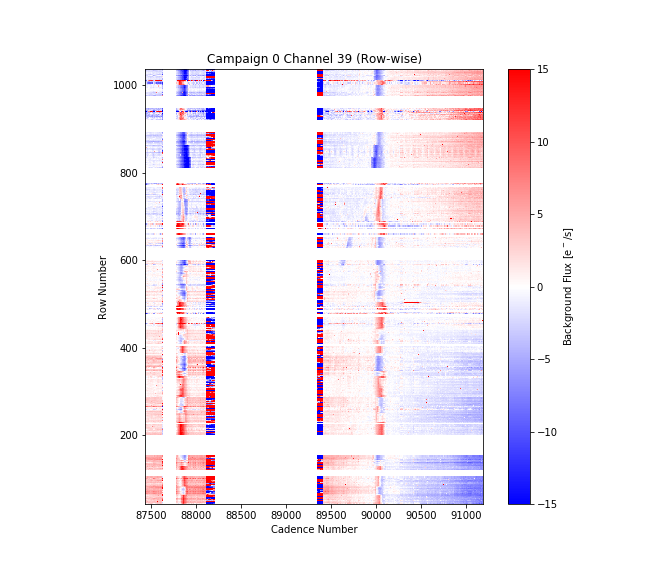 Campaign 0 Channel 39 (Row-wise)
1000
800
600
400
200
Row Number
87500 88000 88500 89000 89500 90000 90500 91000
Cadence Number
15
10
5
0
−5
−10
−15
Background Flux [e⁻/s]